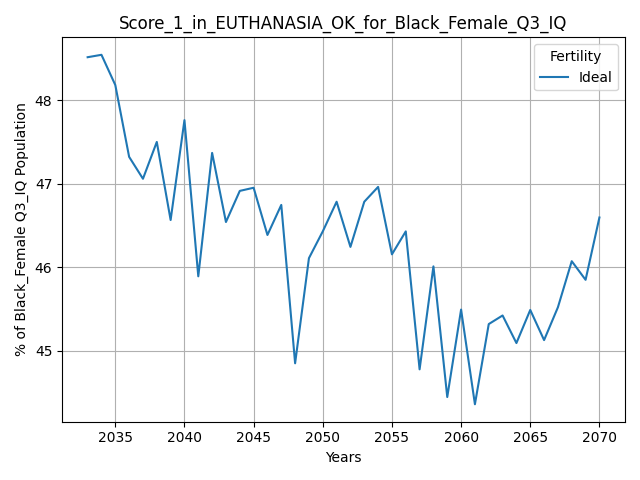 Score_1_in_EUTHANASIA_OK_for_Black_Female_Q3_IQ
Fertility
Ideal
% of Black_Female Q3_IQ Population
48
47
46
45
2035 2040 2045 2050 2055 2060 2065 2070
Years